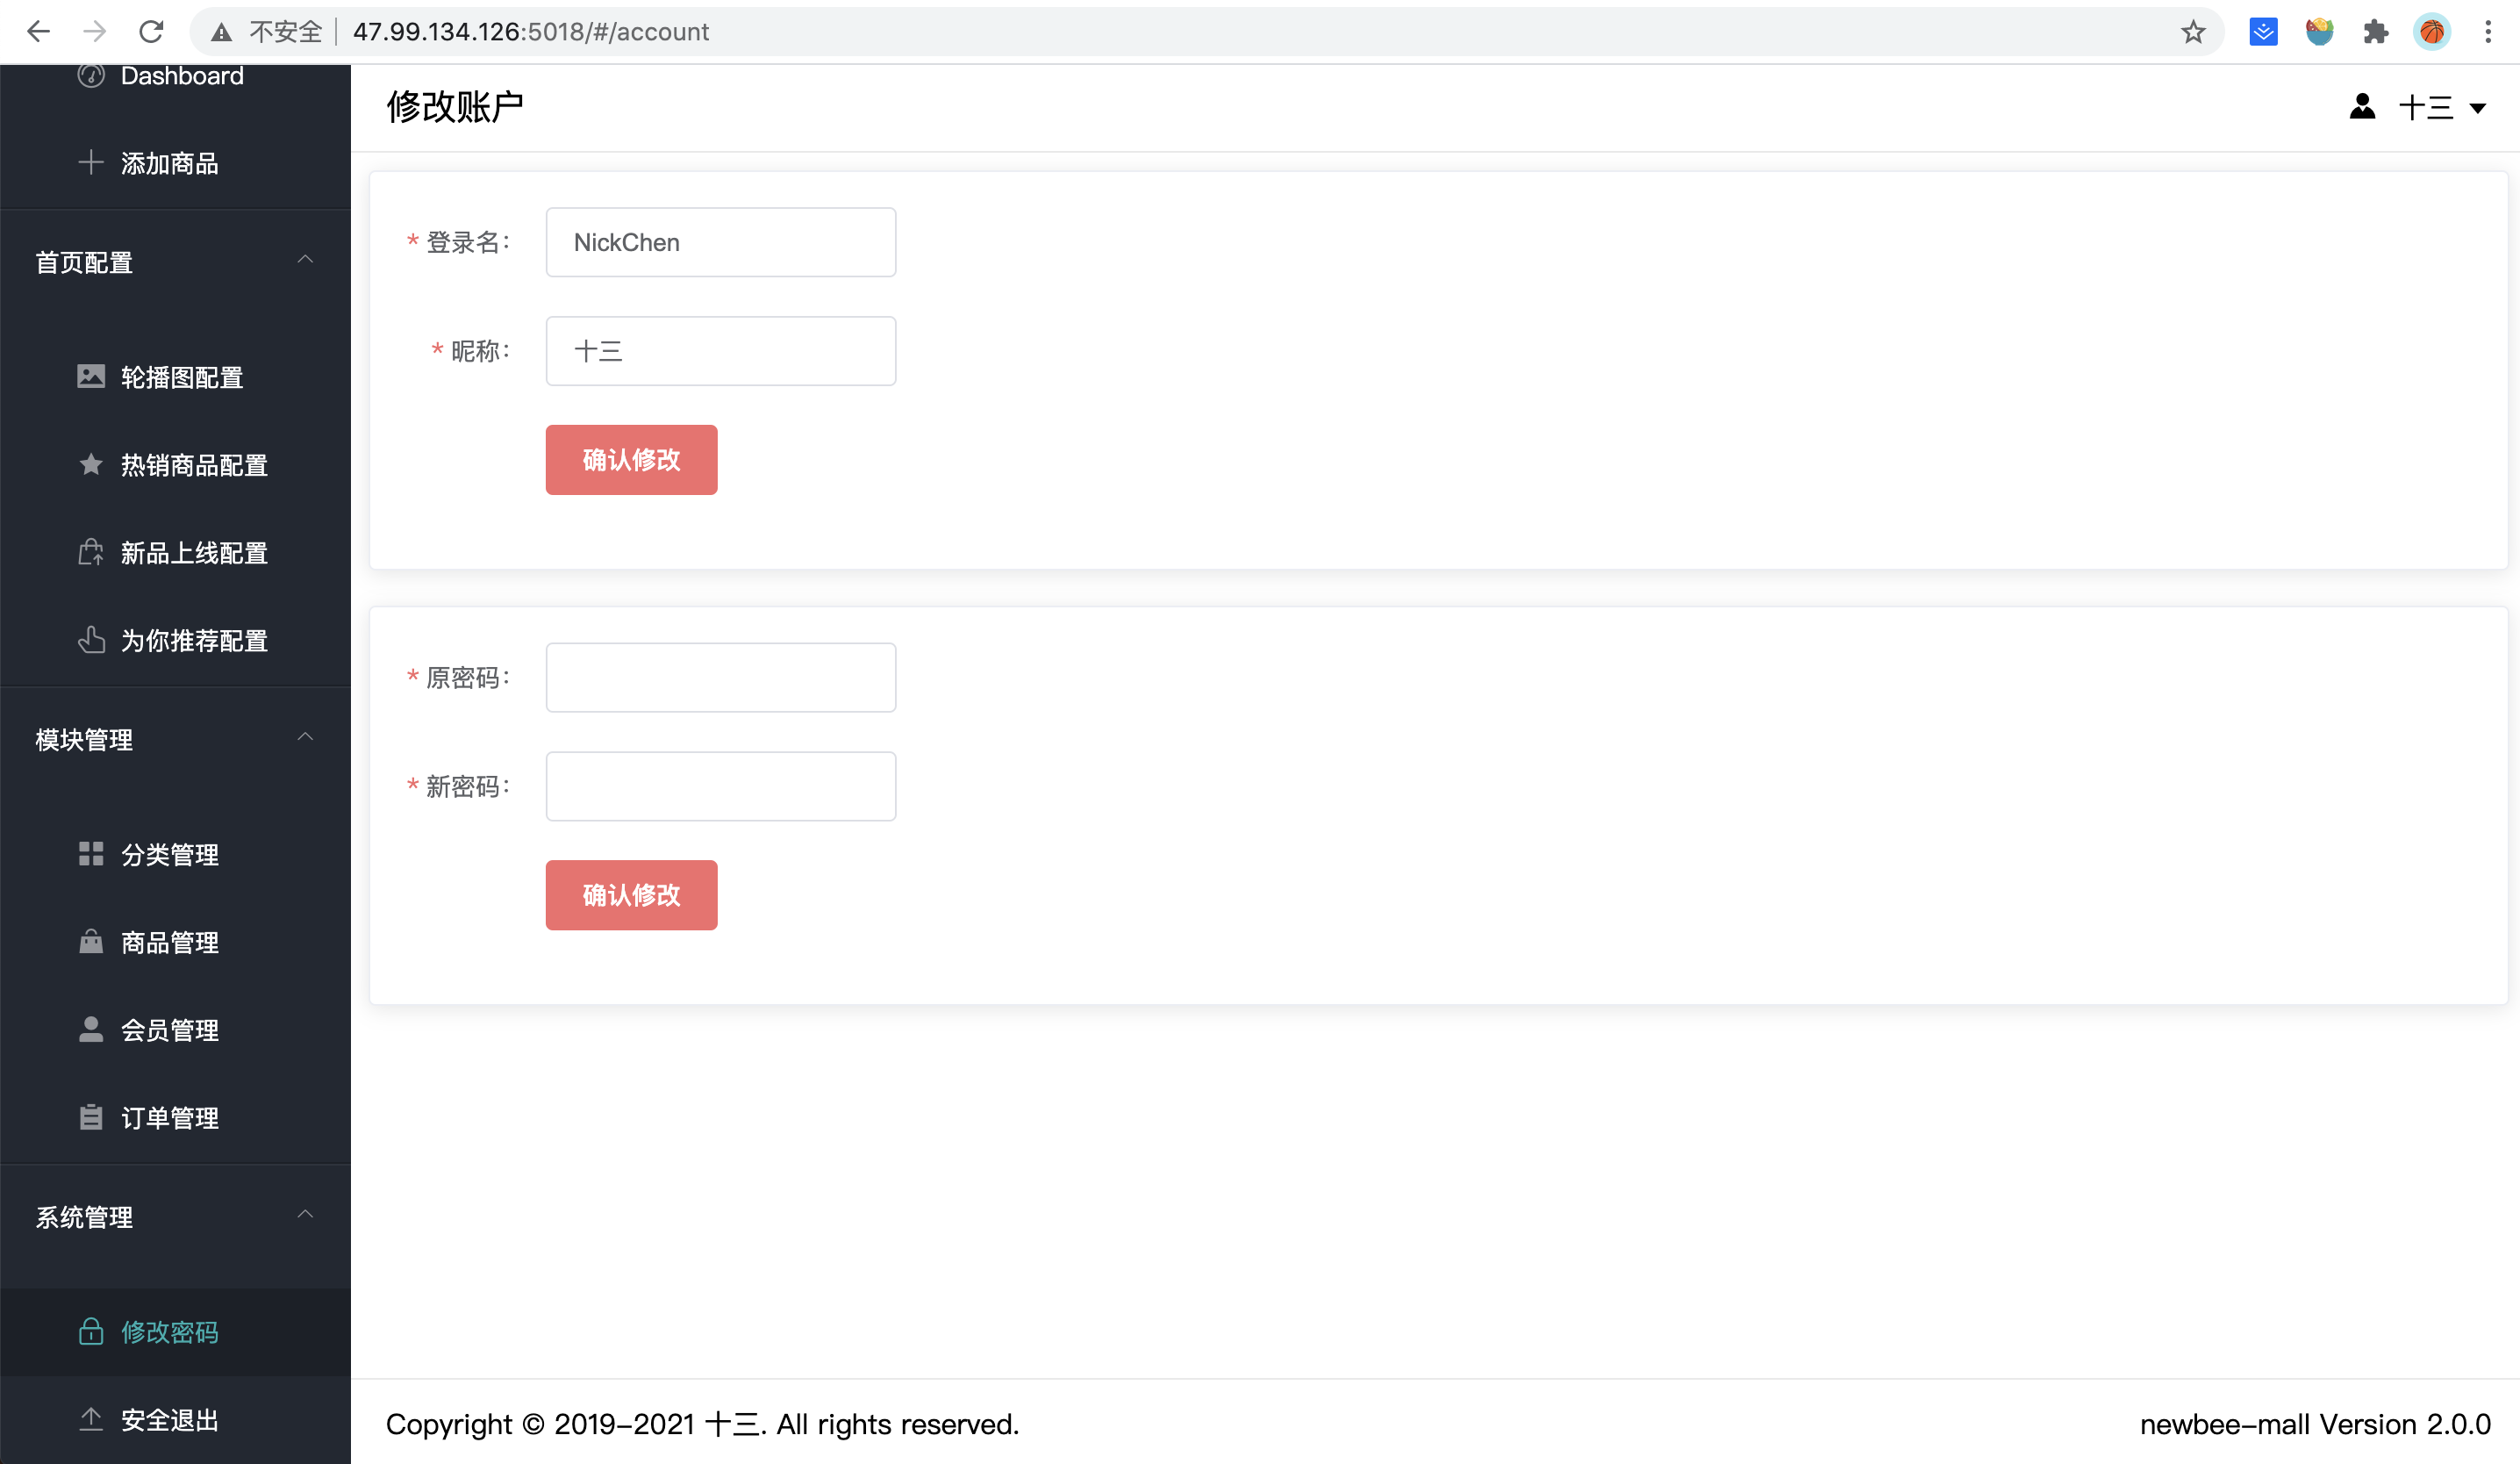 不安全 47.99.134.126:5018/#/account
Dashboard
添加商品
首页配置
轮播图配置
热销商品配置
新品上线配置
为你推荐配置
模块管理
分类管理
商品管理
会员管理
订单管理
系统管理
修改密码
安全退出
修改账户
十三
* 登录名:
NickChen
* 昵称:
十三
确认修改
* 原密码:
* 新密码:
确认修改
Copyright © 2019-2021 十三. All rights reserved.
newbee-mall Version 2.0.0